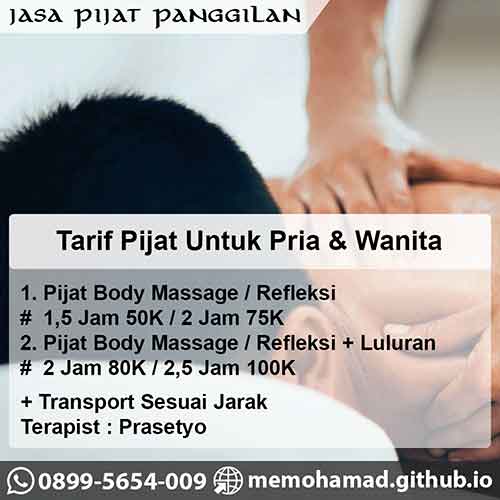 JASA PIJAT PANGGILAN
Tarif Pijat Untuk Pria & Wanita
1. Pijat Body Massage / Refleksi
# 1,5 Jam 50K / 2 Jam 75K
2. Pijat Body Massage / Refleksi + Luluran
# 2 Jam 80K / 2,5 Jam 100K
+ Transport Sesuai Jarak
Terapist : Prasetyo
0899-5654-009 memohamad.github.io